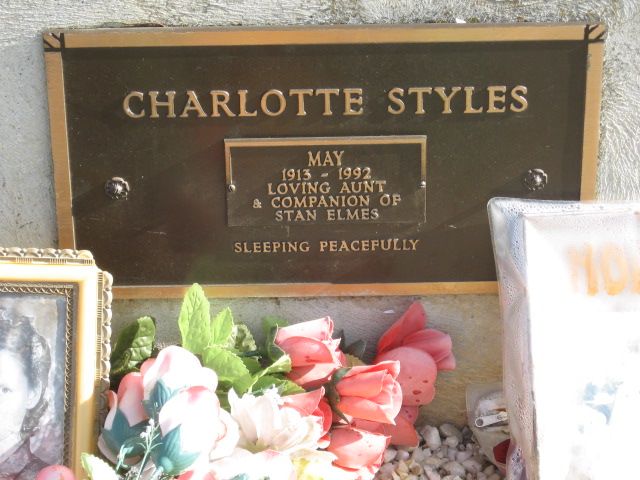 CHARLOTTE STYLES
MAY
1913 - 1992
LOVING AUNT
& COMPANION OF
STAN ELMES
SLEEPING PEACEFULLY